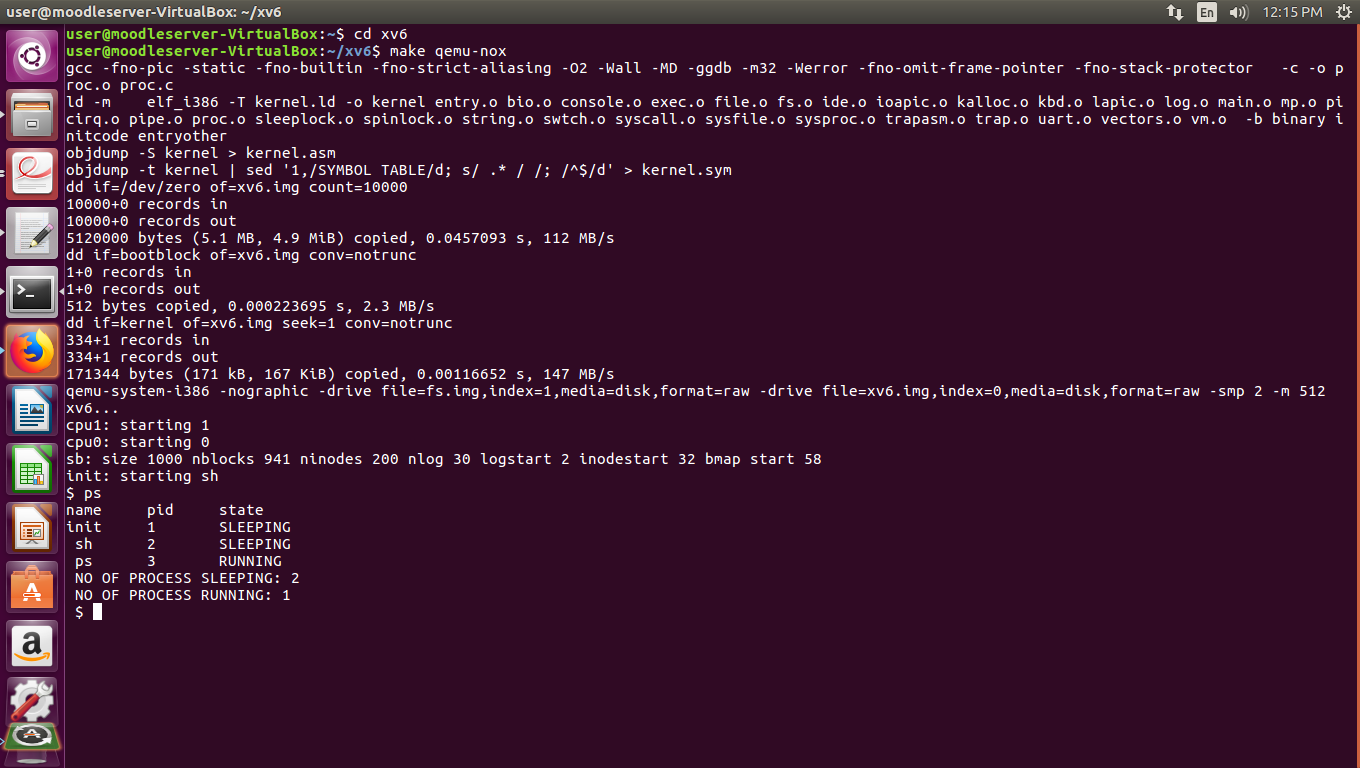 user@moodleserver-VirtualBox: ~/xv6 En 12:15 PM
user@moodleserver-VirtualBox:~$ cd xv6
user@moodleserver-VirtualBox:~/xv6$ make qemu-nox
gcc -fno-pic -static -fno-builtin -fno-strict-aliasing -O2 -Wall -MD -ggdb -m32 -Werror -fno-omit-frame-pointer -fno-stack-protector   -c -o p
roc.o proc.c
ld -m    elf_i386 -T kernel.ld -o kernel entry.o bio.o console.o exec.o file.o fs.o ide.o ioapic.o kalloc.o kbd.o lapic.o log.o main.o mp.o pi
cirq.o pipe.o proc.o sleeplock.o spinlock.o string.o swtch.o syscall.o sysfile.o sysproc.o trapasm.o trap.o uart.o vectors.o vm.o  -b binary i
nitcode entryother
objdump -S kernel > kernel.asm
objdump -t kernel | sed '1,/SYMBOL TABLE/d; s/ .* / /; /^$/d' > kernel.sym
dd if=/dev/zero of=xv6.img count=10000
10000+0 records in
10000+0 records out
5120000 bytes (5.1 MB, 4.9 MiB) copied, 0.0457093 s, 112 MB/s
dd if=bootblock of=xv6.img conv=notrunc
1+0 records in
1+0 records out
512 bytes copied, 0.000223695 s, 2.3 MB/s
dd if=kernel of=xv6.img seek=1 conv=notrunc
334+1 records in
334+1 records out
171344 bytes (171 kB, 167 KiB) copied, 0.00116652 s, 147 MB/s
qemu-system-i386 -nographic -drive file=fs.img,index=1,media=disk,format=raw -drive file=xv6.img,index=0,media=disk,format=raw -smp 2 -m 512
xv6...
cpu1: starting 1
cpu0: starting 0
sb: size 1000 nblocks 941 ninodes 200 nlog 30 logstart 2 inodestart 32 bmap start 58
init: starting sh
$ ps
name     pid     state
init     1       SLEEPING
 sh      2       SLEEPING
 ps      3       RUNNING
 NO OF PROCESS SLEEPING: 2
 NO OF PROCESS RUNNING: 1
 $